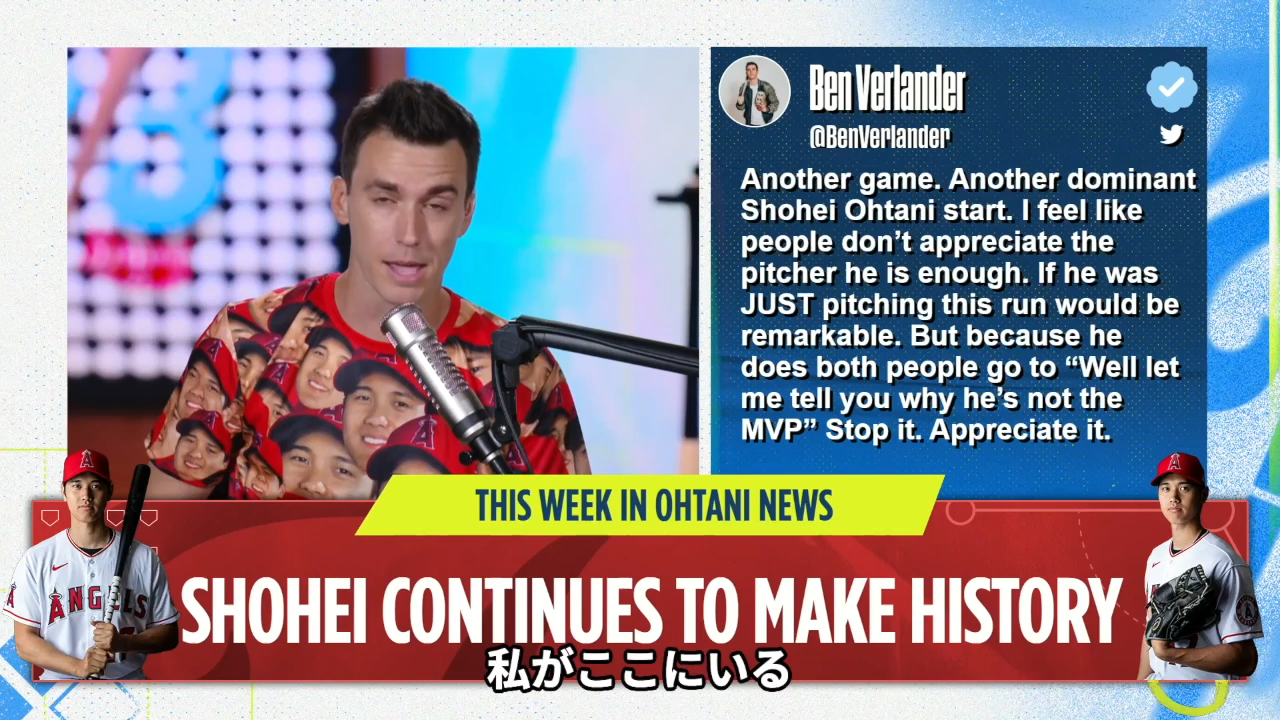 Ben Verlander
@BenVerlander
Another game. Another dominant
Shohei Ohtani start. I feel like
people don’t appreciate the
pitcher he is enough. If he was
JUST pitching this run would be
remarkable. But because he
does both people go to “Well let
me tell you why he’s not the
MVP” Stop it. Appreciate it.
THIS WEEK IN OHTANI NEWS
SHOHEI CONTINUES TO MAKE HISTORY
ANGELS
私がここにいる